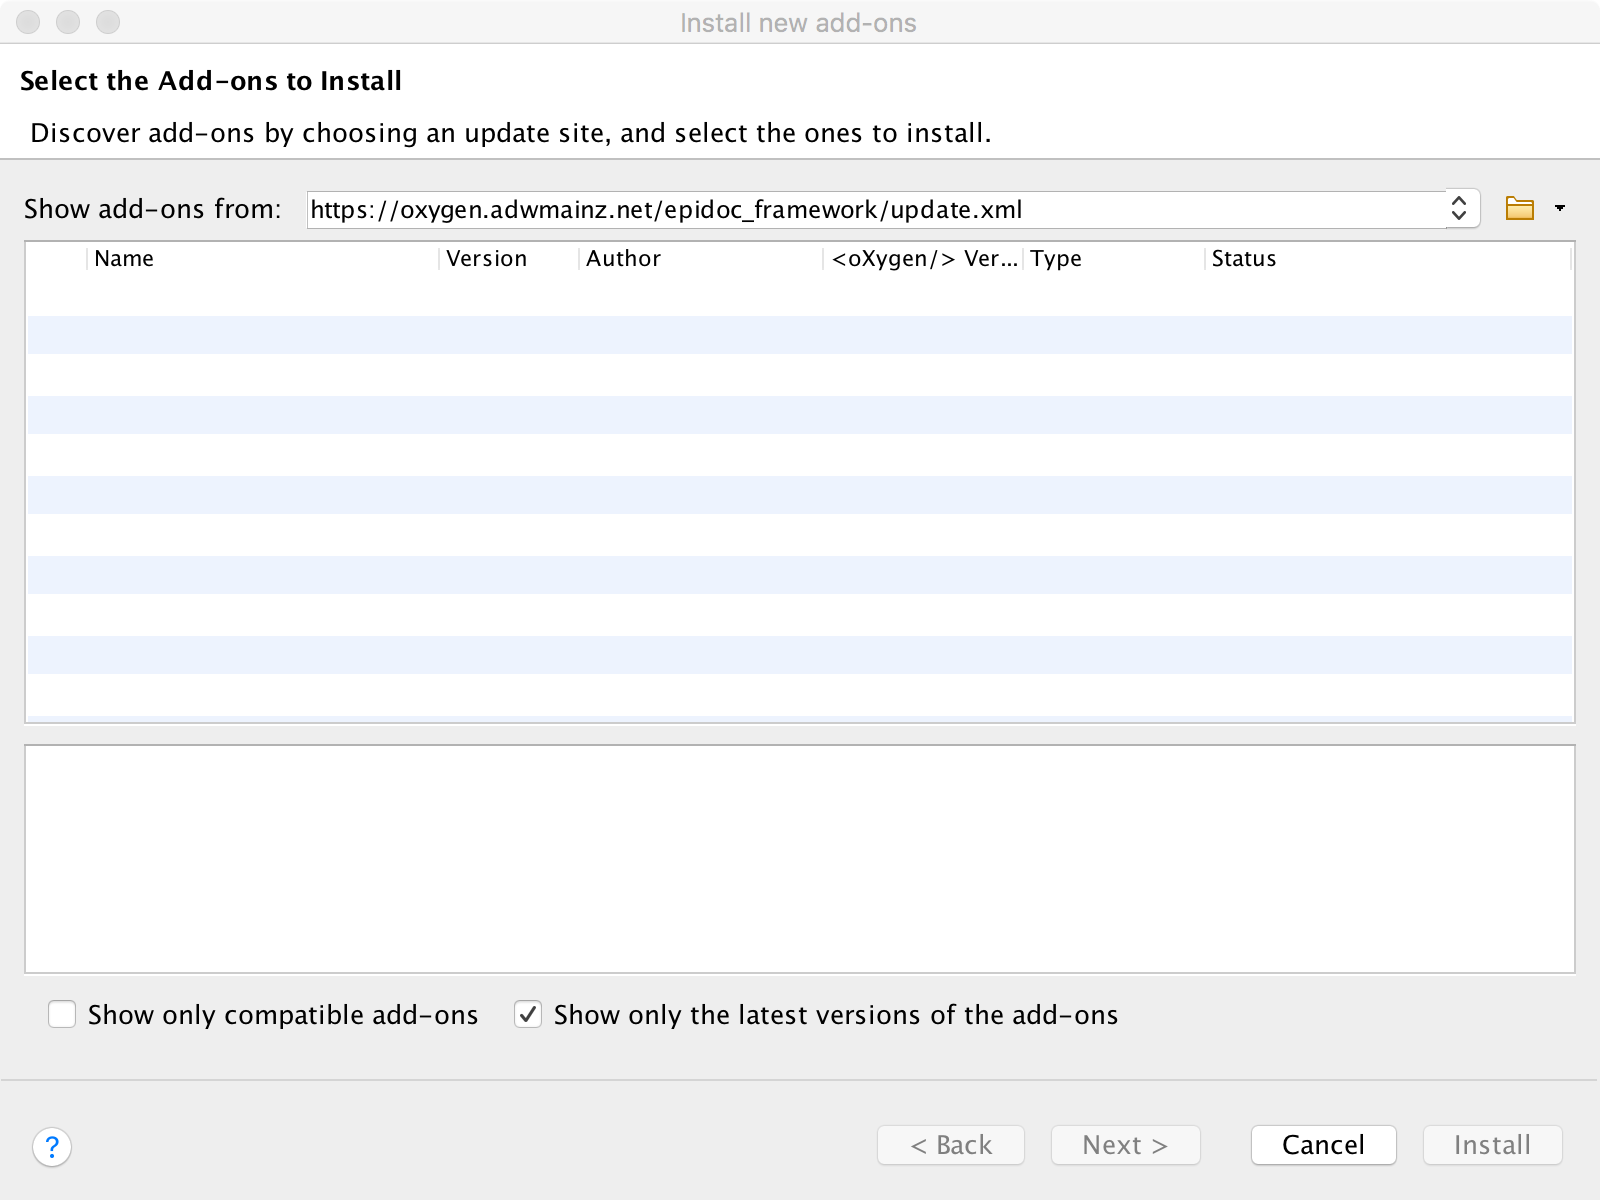 Install new add-ons
Select the Add-ons to Install
Discover add-ons by choosing an update site, and select the ones to install.
Show add-ons from: https://oxygen.adwmainz.net/epidoc_framework/update.xml
Name Version Author <oXygen/> Ver... Type Status
Show only compatible add-ons Show only the latest versions of the add-ons
? < Back Next > Cancel Install